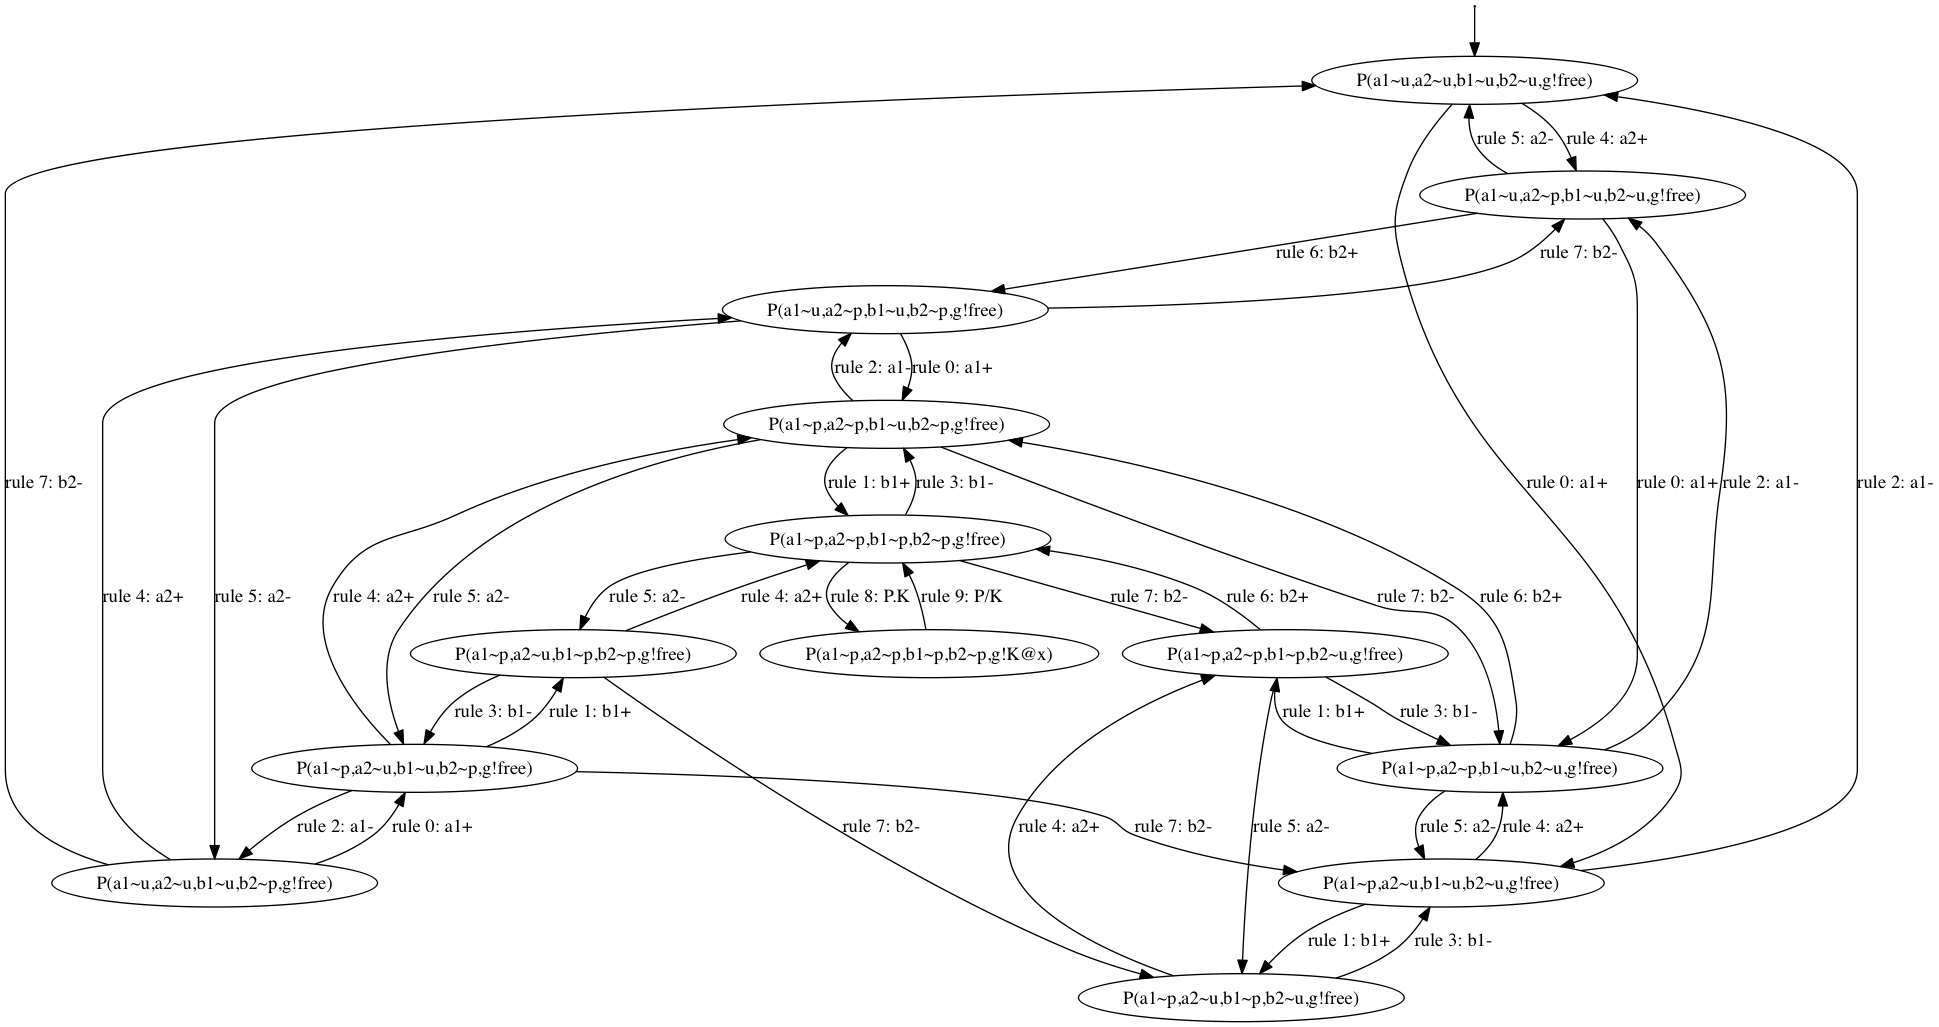 P(a1~u,a2~u,b1~u,b2~u,g!free)
rule 5: a2-
rule 4: a2+
P(a1~u,a2~p,b1~u,b2~u,g!free)
rule 6: b2+
rule 7: b2-
P(a1~u,a2~p,b1~u,b2~p,g!free)
rule 2: a1-
rule 0: a1+
P(a1~p,a2~p,b1~u,b2~p,g!free)
rule 7: b2-
rule 1: b1+
rule 3: b1-
rule 0: a1+
rule 0: a1+
rule 2: a1-
rule 2: a1-
P(a1~p,a2~p,b1~p,b2~p,g!free)
rule 4: a2+
rule 5: a2-
rule 4: a2+
rule 5: a2-
rule 5: a2-
rule 4: a2+
rule 8: P.K
rule 9: P/K
rule 7: b2-
rule 6: b2+
rule 7: b2-
rule 6: b2+
P(a1~p,a2~u,b1~p,b2~p,g!free)
P(a1~p,a2~p,b1~p,b2~p,g!K@x)
P(a1~p,a2~p,b1~p,b2~u,g!free)
rule 3: b1-
rule 1: b1+
rule 1: b1+
rule 3: b1-
P(a1~p,a2~u,b1~u,b2~p,g!free)
P(a1~p,a2~p,b1~u,b2~u,g!free)
rule 2: a1-
rule 0: a1+
rule 7: b2-
rule 4: a2+
rule 7: b2-
rule 5: a2-
rule 5: a2-
rule 4: a2+
P(a1~u,a2~u,b1~u,b2~p,g!free)
P(a1~p,a2~u,b1~u,b2~u,g!free)
rule 1: b1+
rule 3: b1-
P(a1~p,a2~u,b1~p,b2~u,g!free)